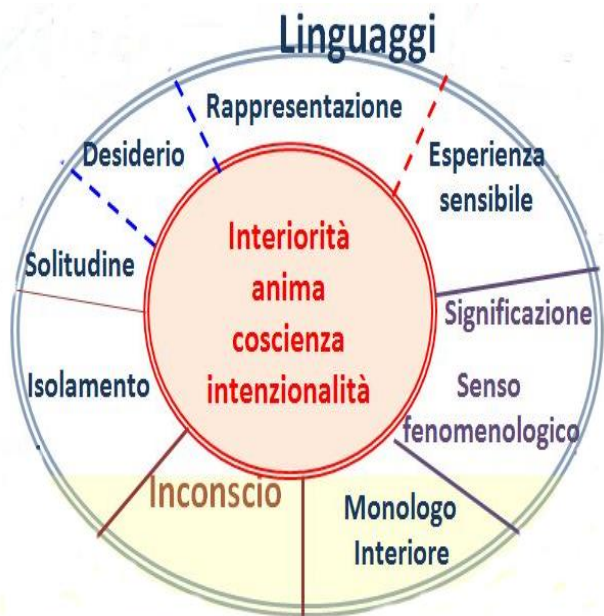 Linguaggi
Rappresentazione
Desiderio
Esperienza
sensibile
Solitudine
Interiorità
anima
coscienza
intenzionalità
Significazione
Isolamento
Senso
fenomenologico
Inconscio
Monologo
Interiore